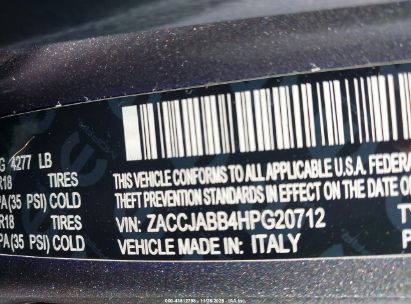 G 4277 LB
R18 TIRES
PA(35 PSI) COLD
R18 TIRES
PA(35 PSI) COLD
THIS VEHICLE CONFORMS TO ALL APPLICABLE U.S.A. FEDERA
THEFT PREVENTION STANDARDS IN EFFECT ON THE DATE O
VIN: ZACCJABB4HPG20712 TY
VEHICLE MADE IN: ITALY